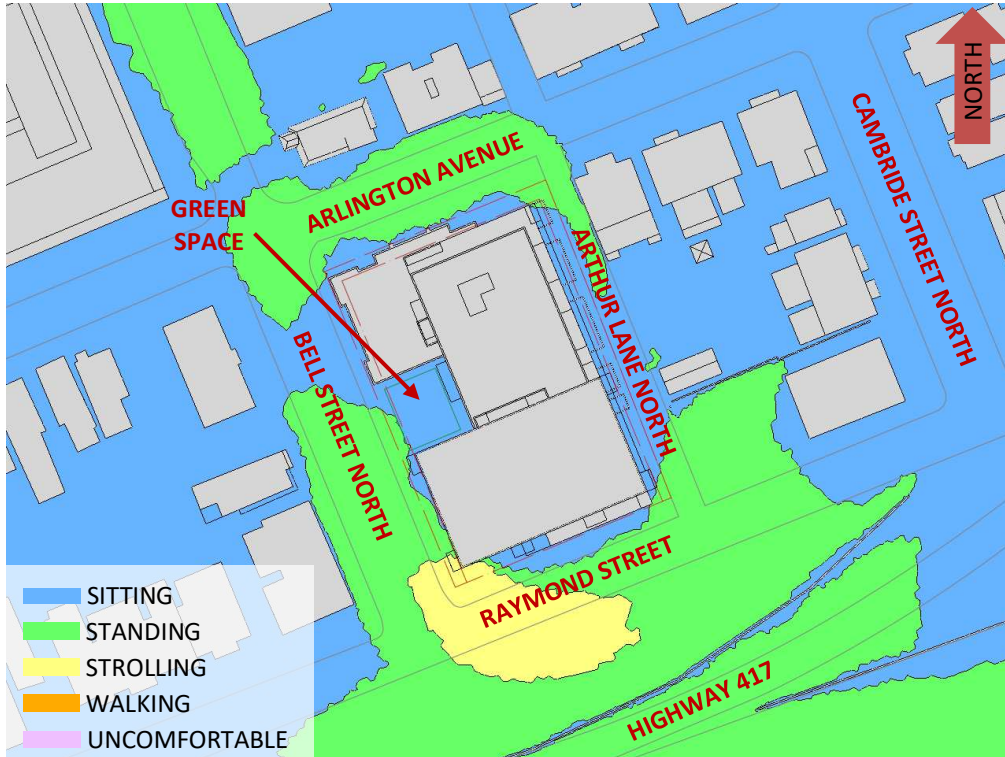 NORTH
CAMBRIDE STREET NORTH
ARLINGTON AVENUE
GREEN
SPACE
ARTHUR LANE NORTH
BELL STREET NORTH
RAYMOND STREET
HIGHWAY 417
SITTING
STANDING
STROLLING
WALKING
UNCOMFORTABLE